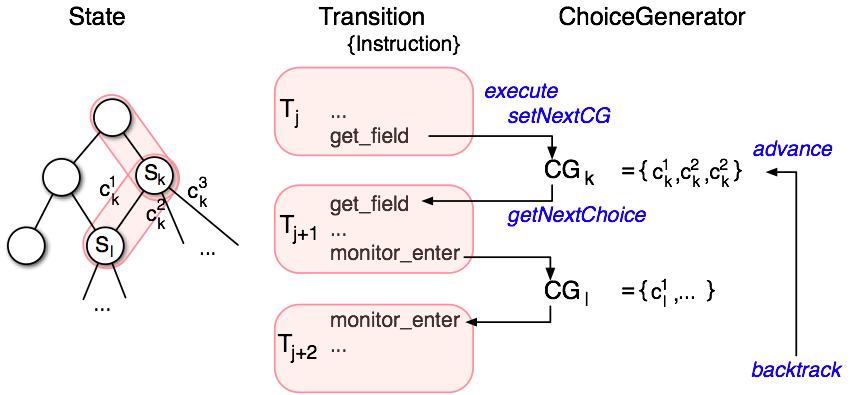 State
Transition
{Instruction}
ChoiceGenerator
T_j
...
get_field
execute
setNextCG
CG_k = {c_k^1,c_k^2,c_k^2}
advance
S_k
c_k^1
c_k^2
c_k^3
S_l
...
...
T_j+1
get_field
...
monitor_enter
getNextChoice
CG_l = {c_l^1,... }
T_j+2
monitor_enter
...
backtrack